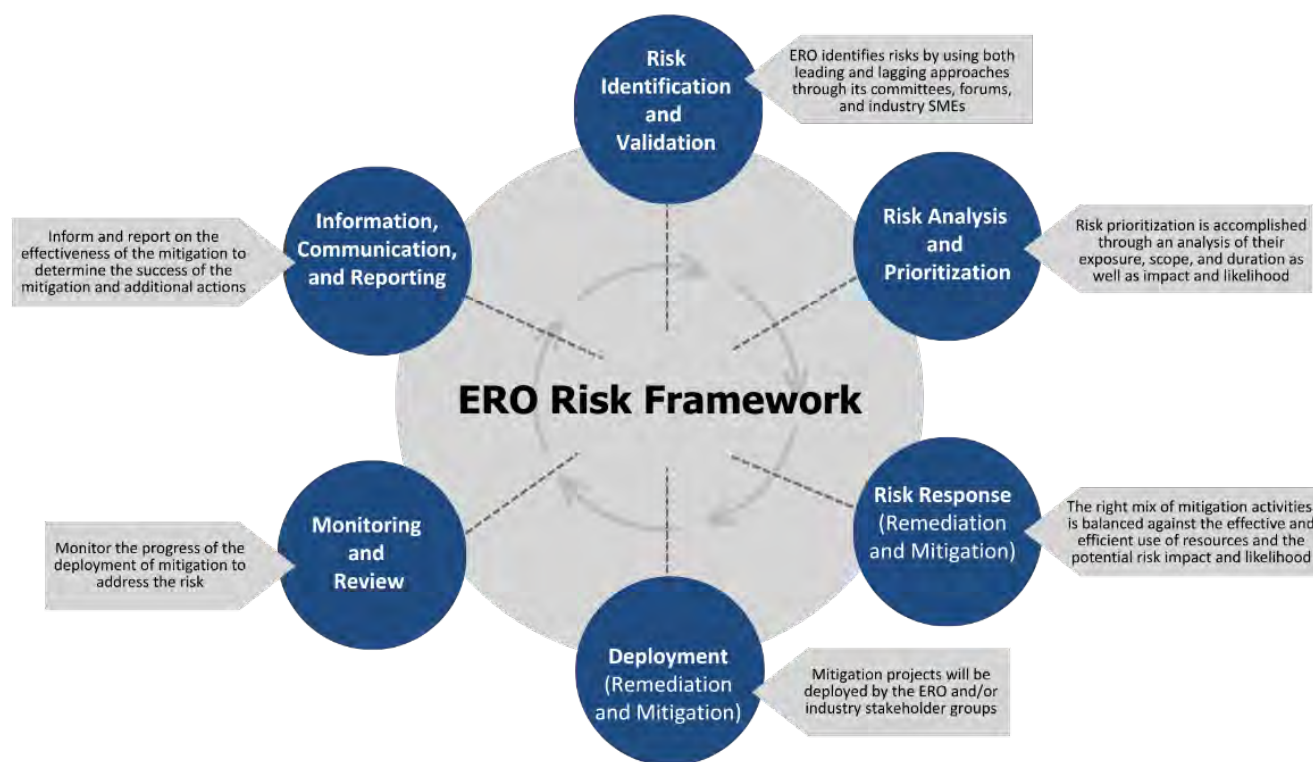 Risk
Identification
and
Validation
ERO identifies risks by using both
leading and lagging approaches
through its committees, forums,
and industry SMEs
Risk Analysis
and
Prioritization
Risk prioritization is accomplished
through an analysis of their
exposure, scope, and duration as
well as impact and likelihood
Risk Response
(Remediation
and Mitigation)
The right mix of mitigation activities
is balanced against the effective and
efficient use of resources and the
potential risk impact and likelihood
Deployment
(Remediation
and Mitigation)
Mitigation projects will be
deployed by the ERO and/or
industry stakeholder groups
Monitoring
and
Review
Monitor the progress of the
deployment of mitigation to
address the risk
Information,
Communication,
and Reporting
Inform and report on the
effectiveness of the mitigation to
determine the success of the
mitigation and additional actions
ERO Risk Framework